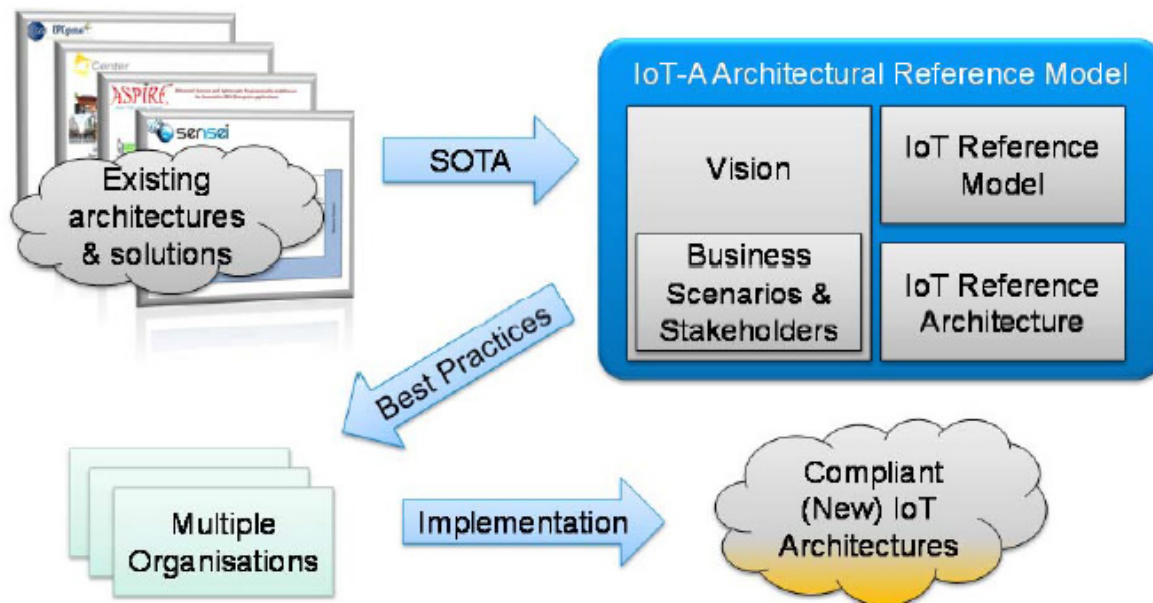 Center
ASPIRE
sensei
Existing
architectures
& solutions
SOTA
IoT-A Architectural Reference Model
Vision
Business
Scenarios &
Stakeholders
IoT Reference
Model
IoT Reference
Architecture
Best Practices
Multiple
Organisations
Implementation
Compliant
(New) IoT
Architectures